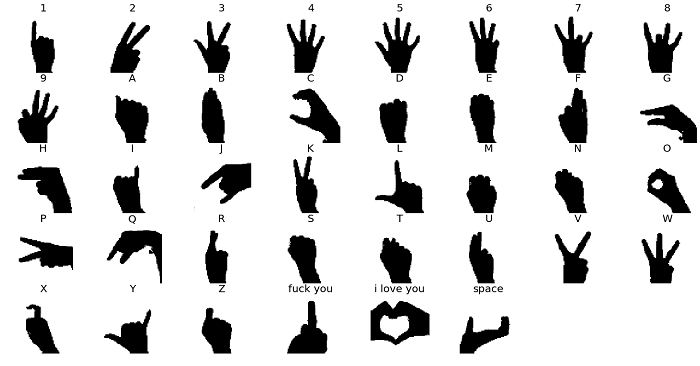 1 2 3 4 5 6 7 8
9 A B C D E F G
H I J K L M N O
P Q R S T U V W
X Y Z fuck you i love you space